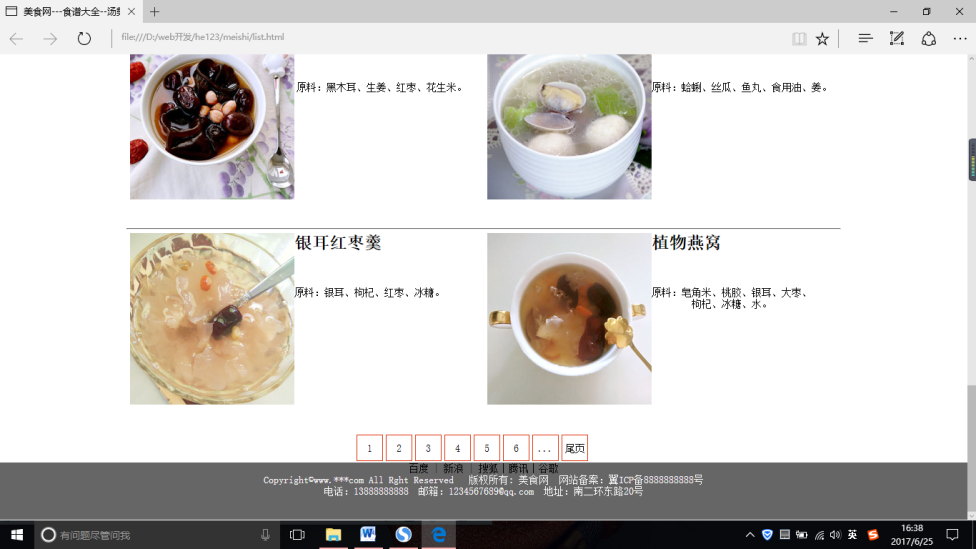 美食网---食谱大全--汤
file:///D:/web开发/he123/meishi/list.html
原料：黑木耳、生姜、红枣、花生米。
原料：蛤蜊、丝瓜、鱼丸、食用油、姜。
银耳红枣羹
植物燕窝
原料：银耳、枸杞、红枣、冰糖。
原料：皂角米、桃胶、银耳、大枣、
枸杞、冰糖、水。
1 2 3 4 5 6 ... 尾页
百度 | 新浪 | 搜狐 | 腾讯 | 谷歌
Copyright©www.***com All Rght Reserved 版权所有：美食网 网站备案：翼ICP备8888888888号
电话：13888888888 邮箱：1234567689@qq.com 地址：南二环东路20号
有问题尽管问我
英
16:38
2017/6/25